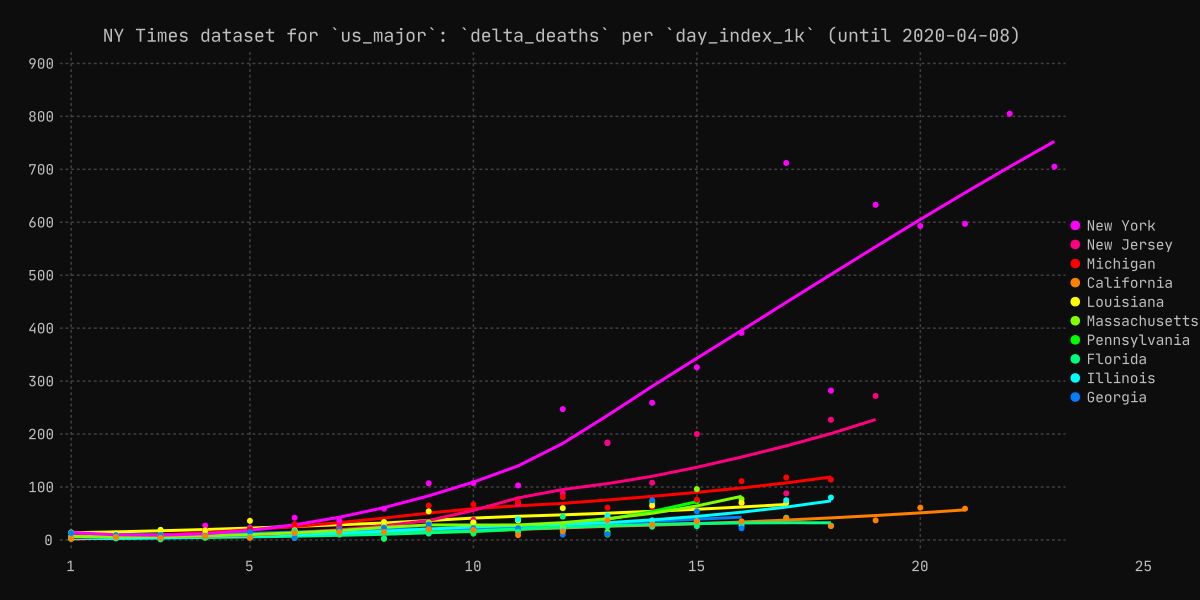 NY Times dataset for `us_major`: `delta_deaths` per `day_index_1k` (until 2020-04-08)
900
800
700
600
500
400
300
200
100
0
1 5 10 15 20 25
New York
New Jersey
Michigan
California
Louisiana
Massachusetts
Pennsylvania
Florida
Illinois
Georgia